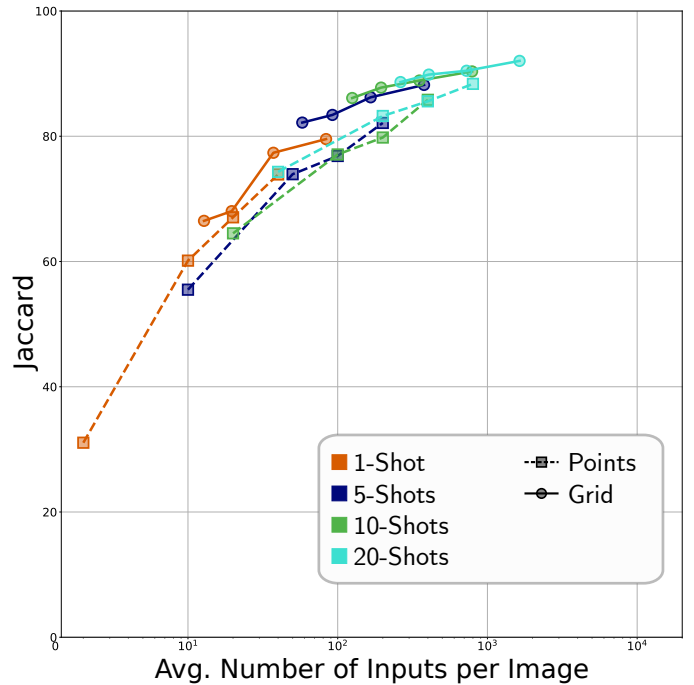 100
80
60
40
20
0
Jaccard
0
10¹
10²
10³
10⁴
Avg. Number of Inputs per Image
1-Shot
5-Shots
10-Shots
20-Shots
Points
Grid